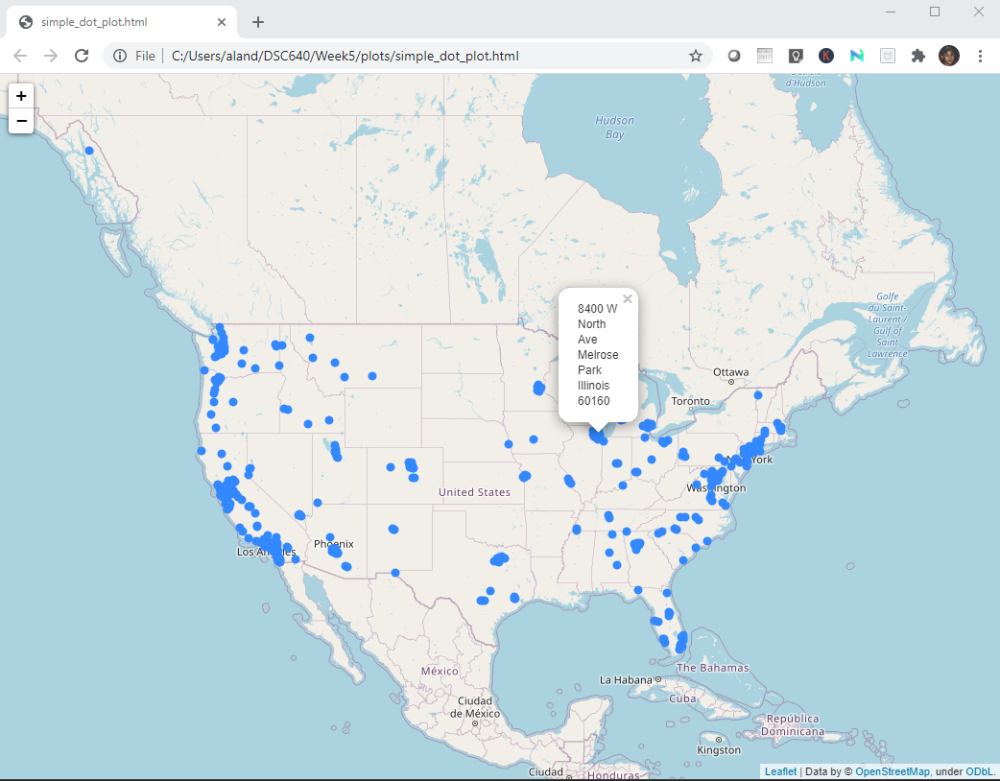 simple_dot_plot.html
File
C:/Users/aland/DSC640/Week5/plots/simple_dot_plot.html
K
+
−
d'Hudson
Hudson
Bay
8400 W
North
Ave
Melrose
Park
Illinois
60160
Golfe
du Saint-
Laurent /
Gulf of
Saint
Lawrence
Ottawa
Toronto
York
Washington
United States
Phoenix
Los Angeles
The Bahamas
México
La Habana
Cuba
Ciudad
de México
República
Dominicana
Kingston
Ciudad
Honduras
Leaflet | Data by © OpenStreetMap, under ODbL.